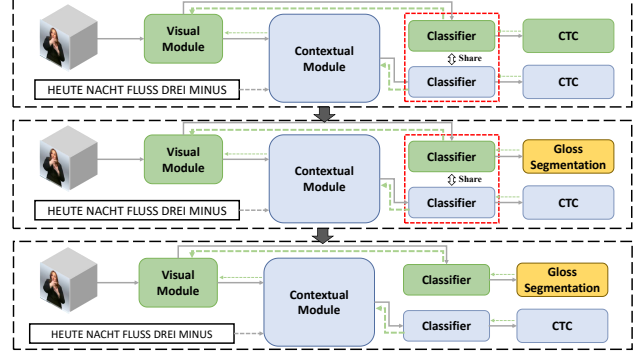 Visual
Module
Contextual
Module
Classifier
CTC
Share
Classifier
CTC
HEUTE NACHT FLUSS DREI MINUS
Visual
Module
Contextual
Module
Classifier
Gloss
Segmentation
Share
Classifier
CTC
HEUTE NACHT FLUSS DREI MINUS
Visual
Module
Contextual
Module
Classifier
Gloss
Segmentation
Classifier
CTC
HEUTE NACHT FLUSS DREI MINUS